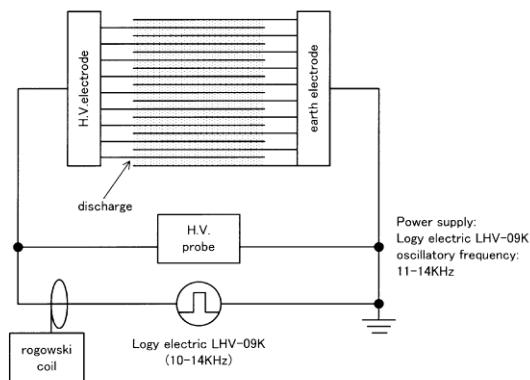 H.V.electrode
earth electrode
discharge
H.V.
probe
Power supply:
Logy electric LHV-09K
oscillatory frequency:
11-14KHz
rogowski
coil
Logy electric LHV-09K
(10-14KHz)